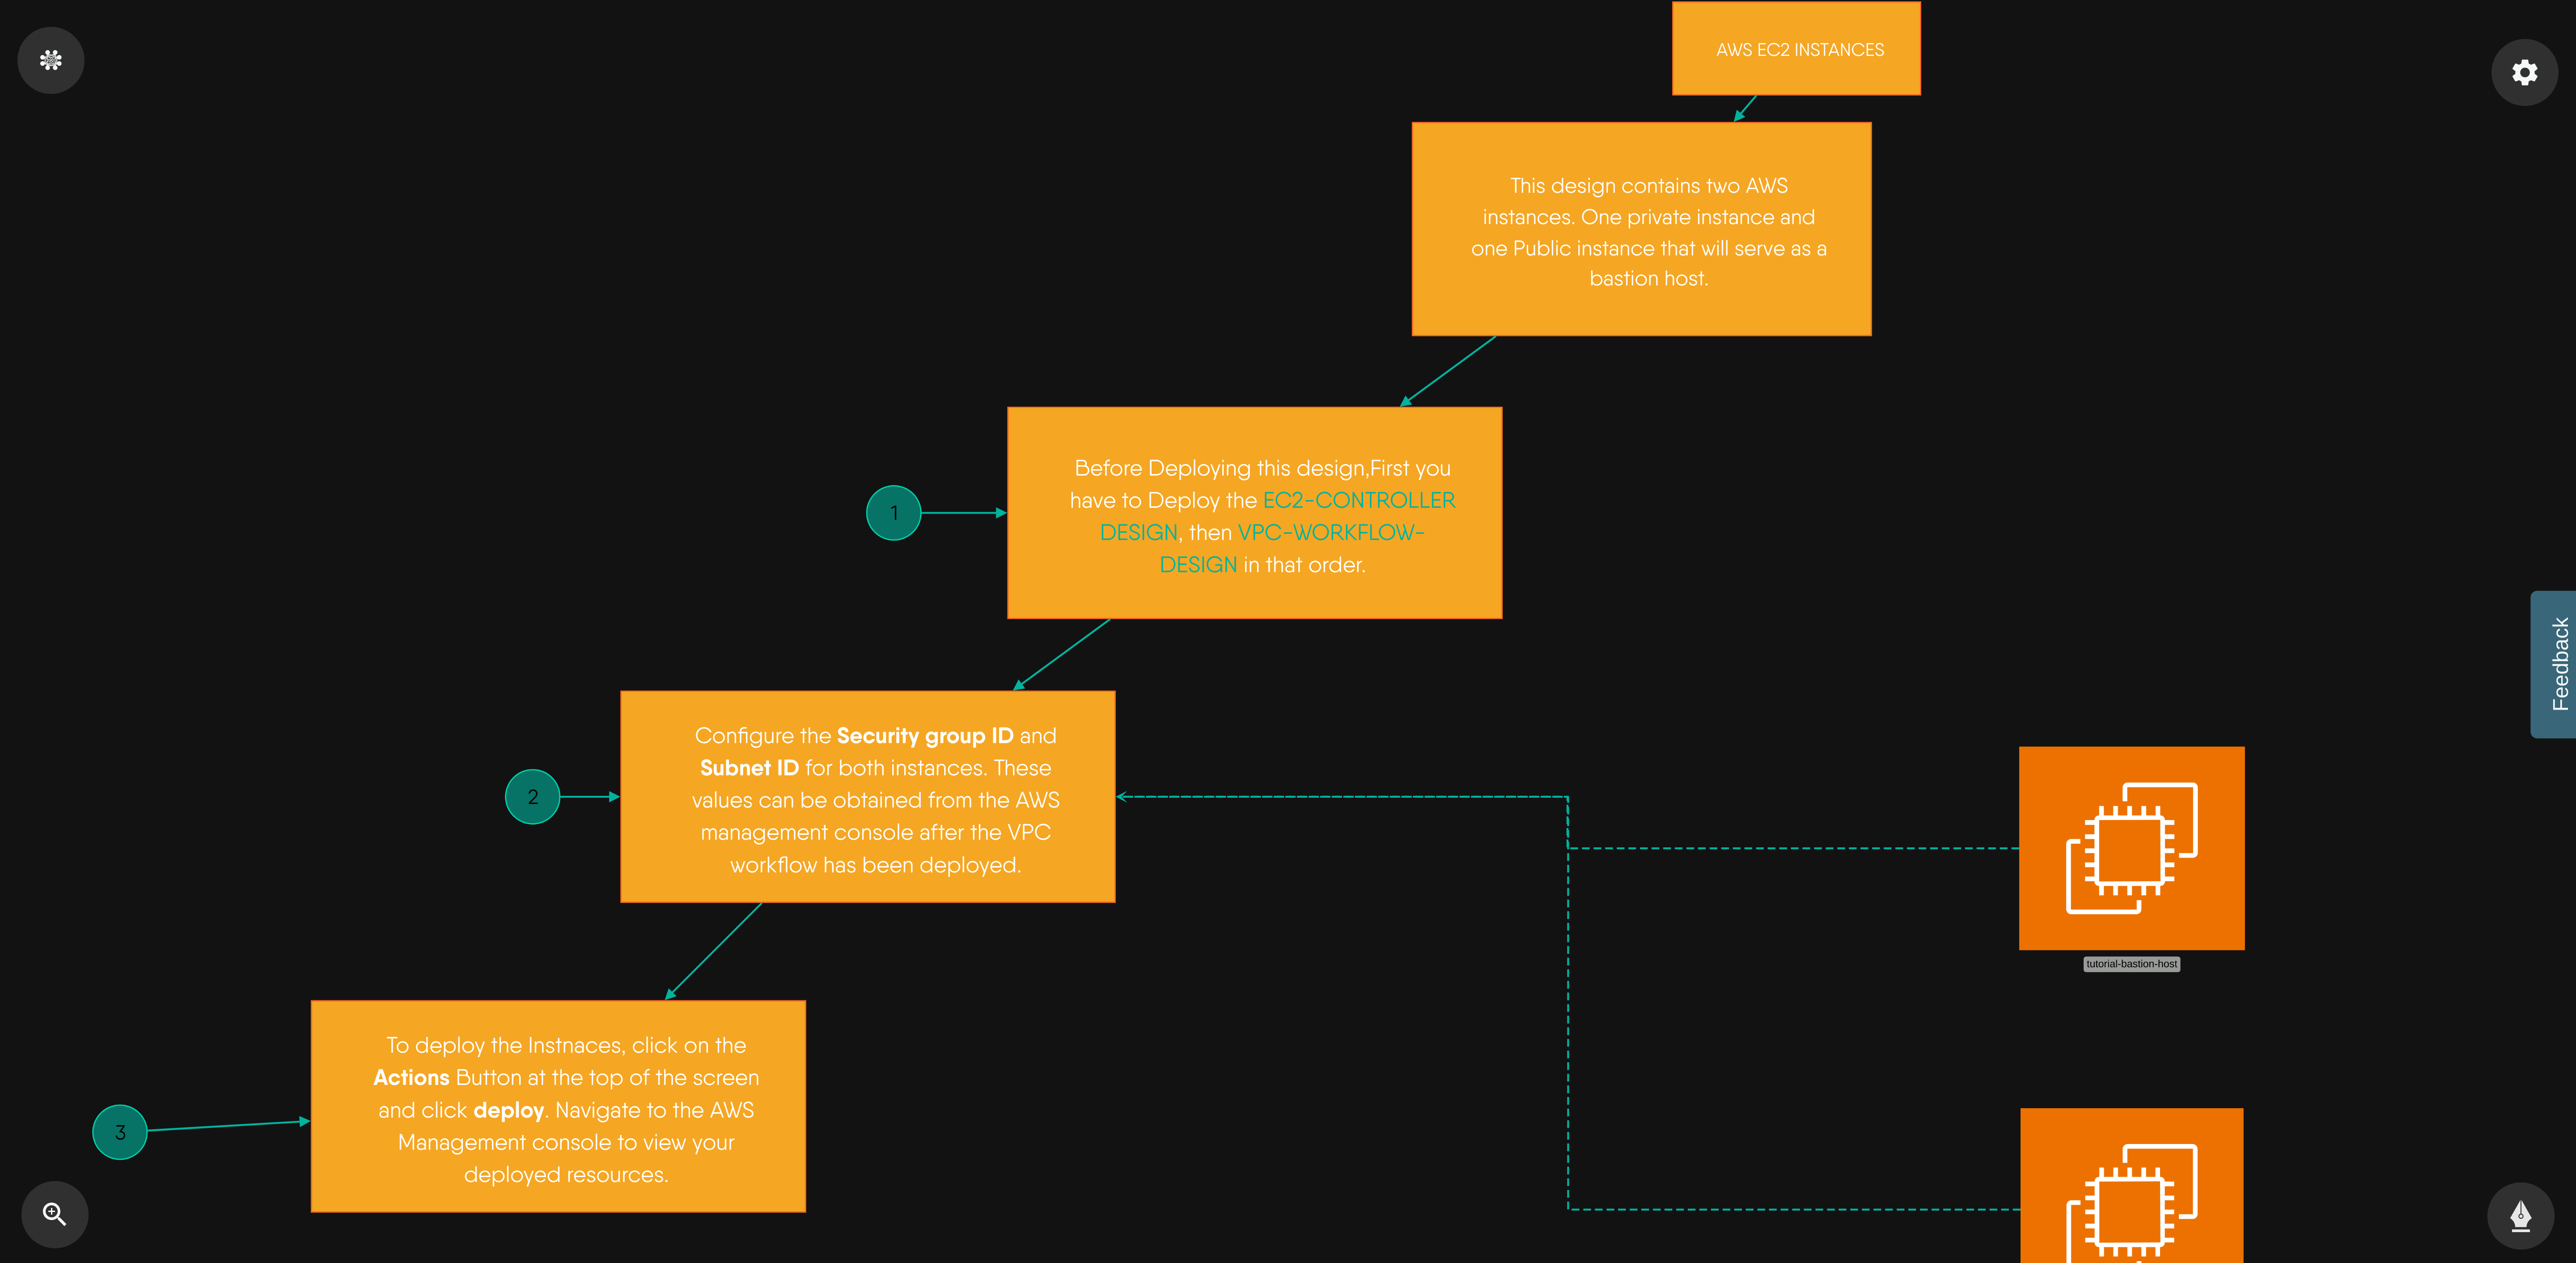 AWS EC2 INSTANCES
This design contains two AWS
instances. One private instance and
one Public instance that will serve as a
bastion host.
1
Before Deploying this design,First you
have to Deploy the EC2-CONTROLLER
DESIGN, then VPC-WORKFLOW-
DESIGN in that order.
2
Configure the Security group ID and
Subnet ID for both instances. These
values can be obtained from the AWS
management console after the VPC
workflow has been deployed.
3
To deploy the Instnaces, click on the
Actions Button at the top of the screen
and click deploy. Navigate to the AWS
Management console to view your
deployed resources.
tutorial-bastion-host
Feedback